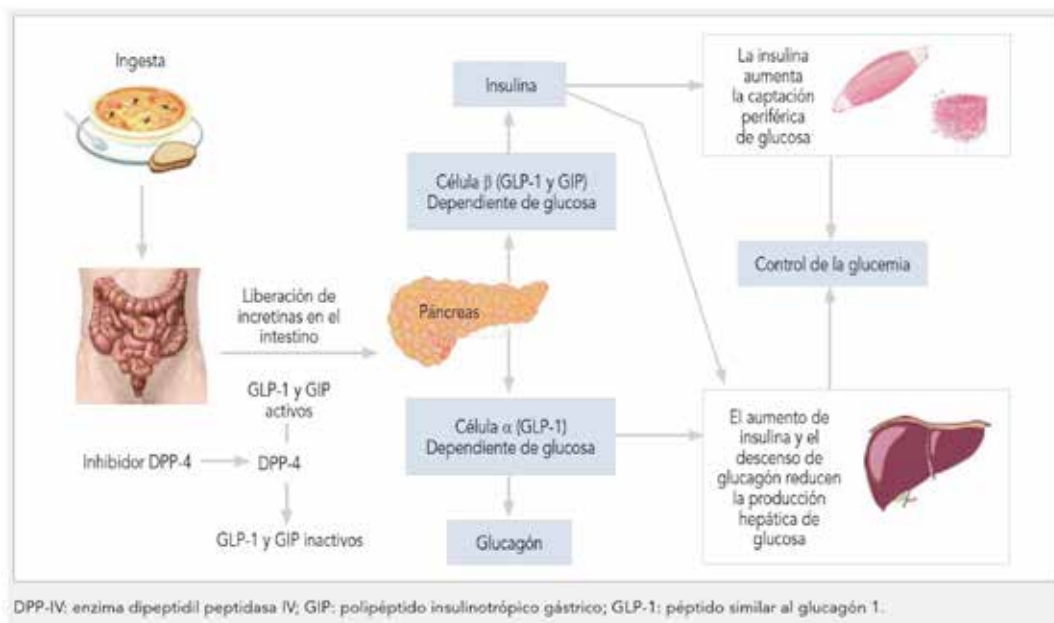 Ingesta
Liberación de
incretinas en el
intestino
GLP-1 y GIP
activos
Inhibidor DPP-4
DPP-4
GLP-1 y GIP inactivos
Páncreas
Insulina
Célula β (GLP-1 y GIP)
Dependiente de glucosa
Célula α (GLP-1)
Dependiente de glucosa
Glucagón
La insulina
aumenta
la captación
periférica
de glucosa
Control de la glucemia
El aumento de
insulina y el
descenso de
glucagón reducen
la producción
hepática de
glucosa
DPP-IV: enzima dipeptidil peptidasa IV; GIP: polipéptido insulinotrópico gástrico; GLP-1: péptido similar al glucagón 1.